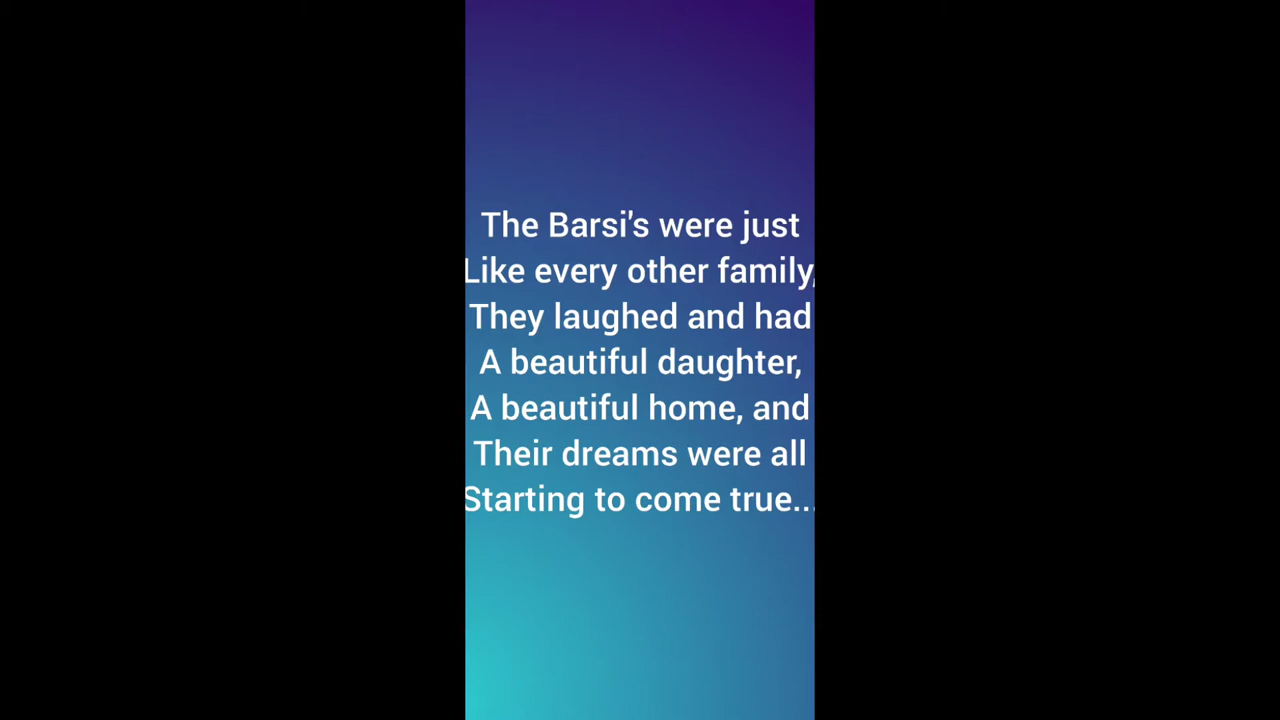 The Barsi's were just
Like every other family,
They laughed and had
A beautiful daughter,
A beautiful home, and
Their dreams were all
Starting to come true...